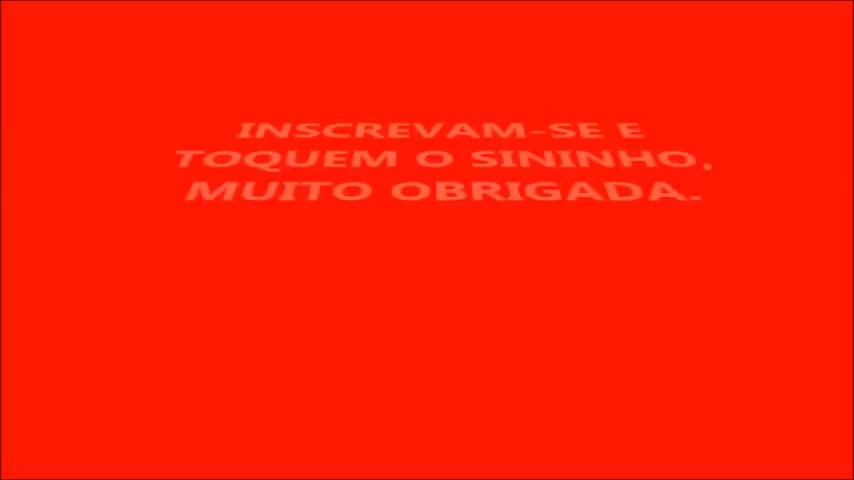 INSCREVAM-SE E
TOQUEM O SININHO.
MUITO OBRIGADA.